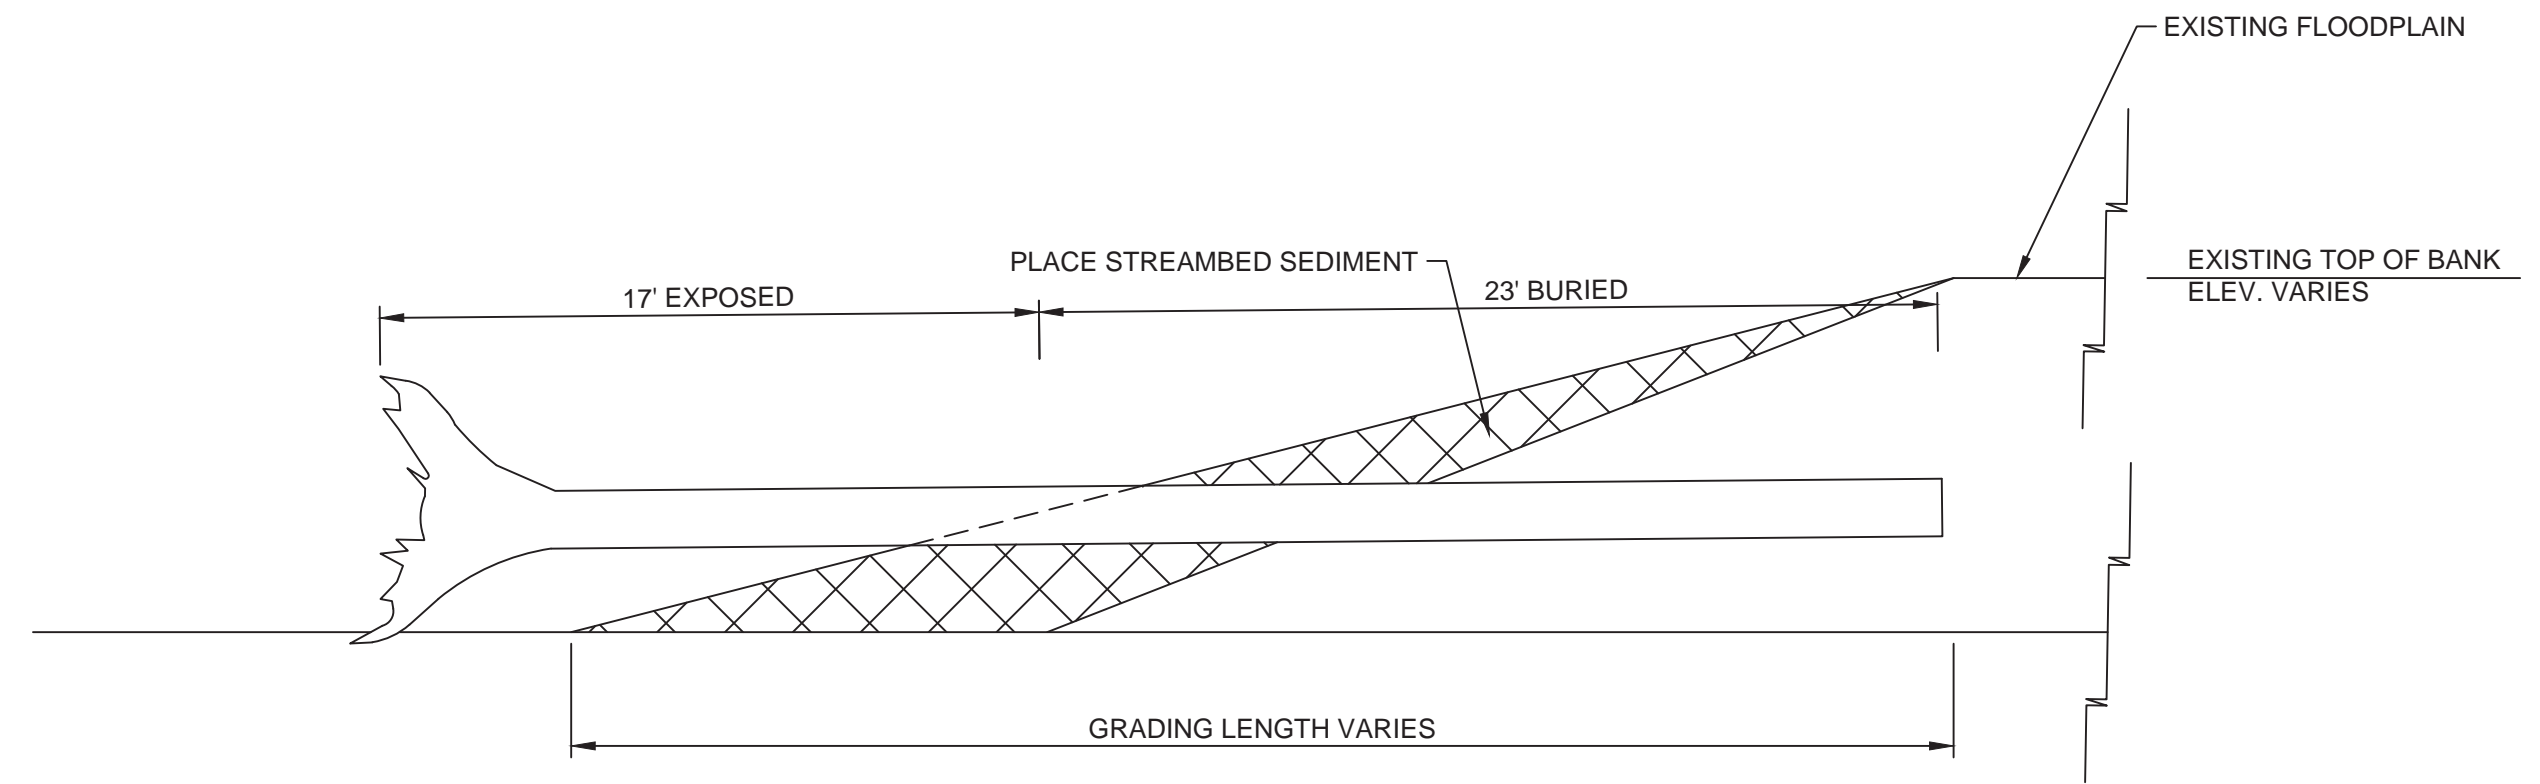 EXISTING FLOODPLAIN
PLACE STREAMBED SEDIMENT
EXISTING TOP OF BANK
ELEV. VARIES
17' EXPOSED
23' BURIED
GRADING LENGTH VARIES